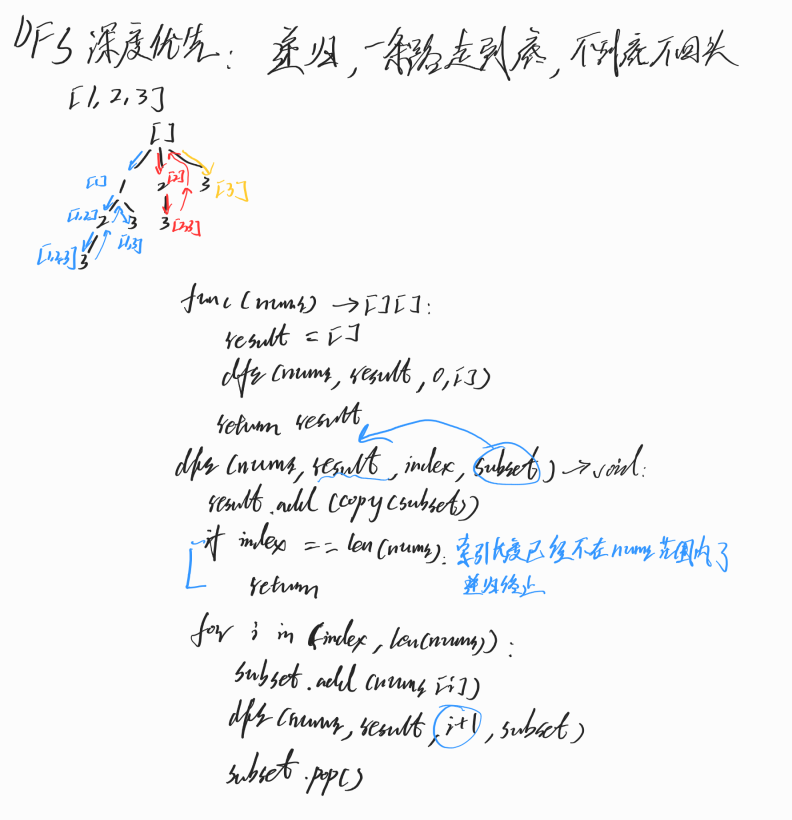 DFS 深度优先: 递归, 一条路走到底, 不到底不回头
[1, 2, 3]
[]
[1] 1 2 [2] 3 [3]
[1,2] 2 3 [1,3] 3 [2,3]
[1,2,3] 3
func (nums) → [][]:
result = []
dfs (nums, result, 0, [])
return result
dfs (nums, result, index, subset) → void:
result.add (copy(subset))
if index == len(nums): 索引长度已经不在nums范围内了
return 递归终止
for i in (index, len(nums)):
subset.add (nums [i])
dfs (nums, result, i+1, subset)
subset.pop()